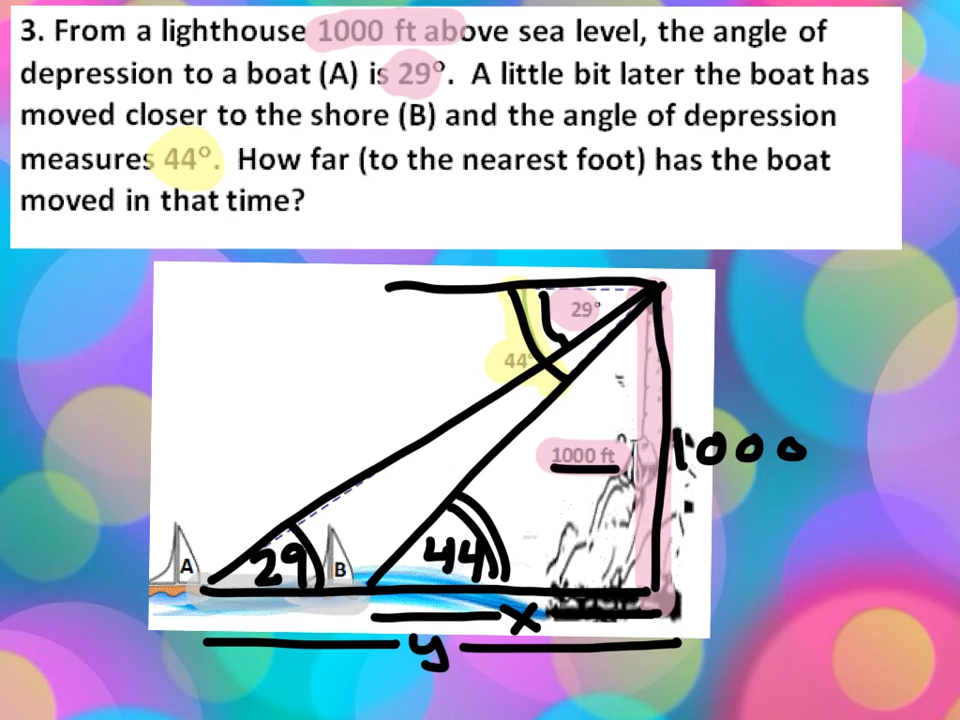 3. From a lighthouse 1000 ft above sea level, the angle of
depression to a boat (A) is 29°. A little bit later the boat has
moved closer to the shore (B) and the angle of depression
measures 44°. How far (to the nearest foot) has the boat
moved in that time?
29°
44°
1000 ft
1000
A
29
B
44
x
y